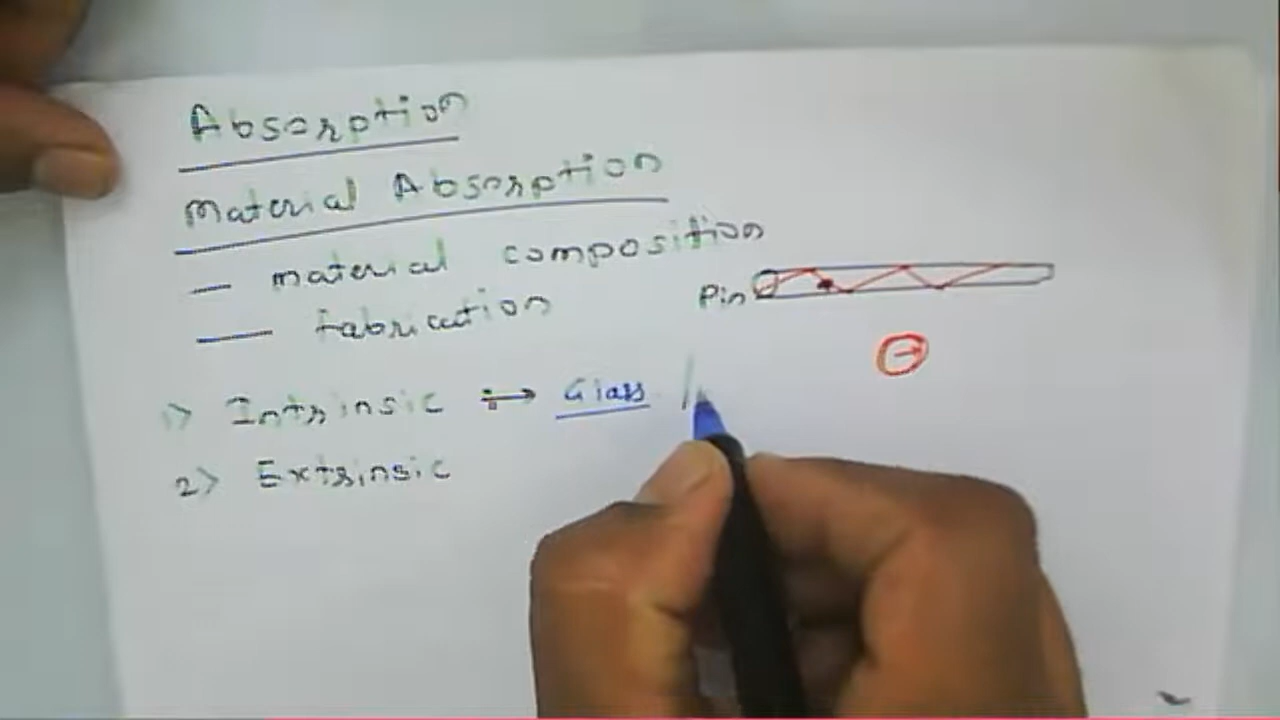 Absorption
Material Absorption
— material composition
— fabrication
Pin
1> Intrinsic : → Glass
2> Extrinsic